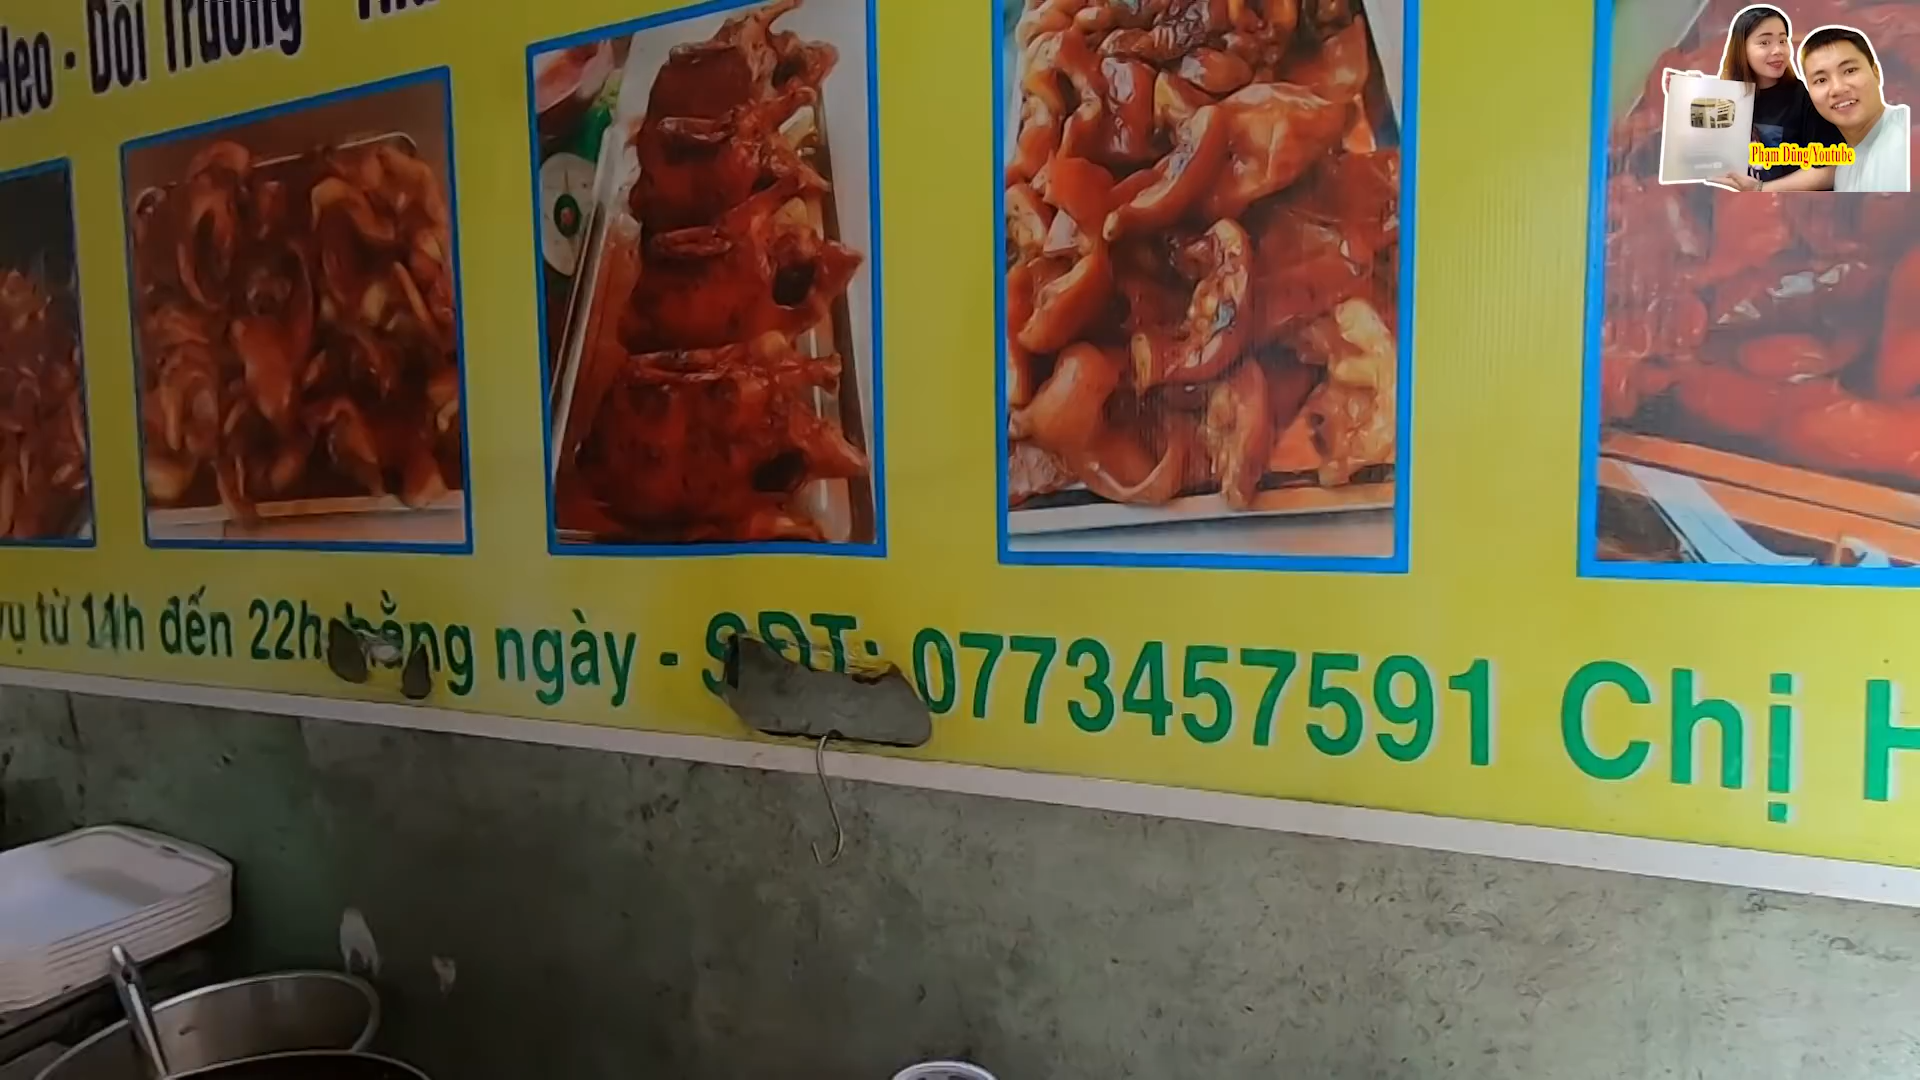 Heo - Dồi Trường
Phạm Dũng/Youtube
vụ từ 11h đến 22h hằng ngày - SĐT: 0773457591 Chị H